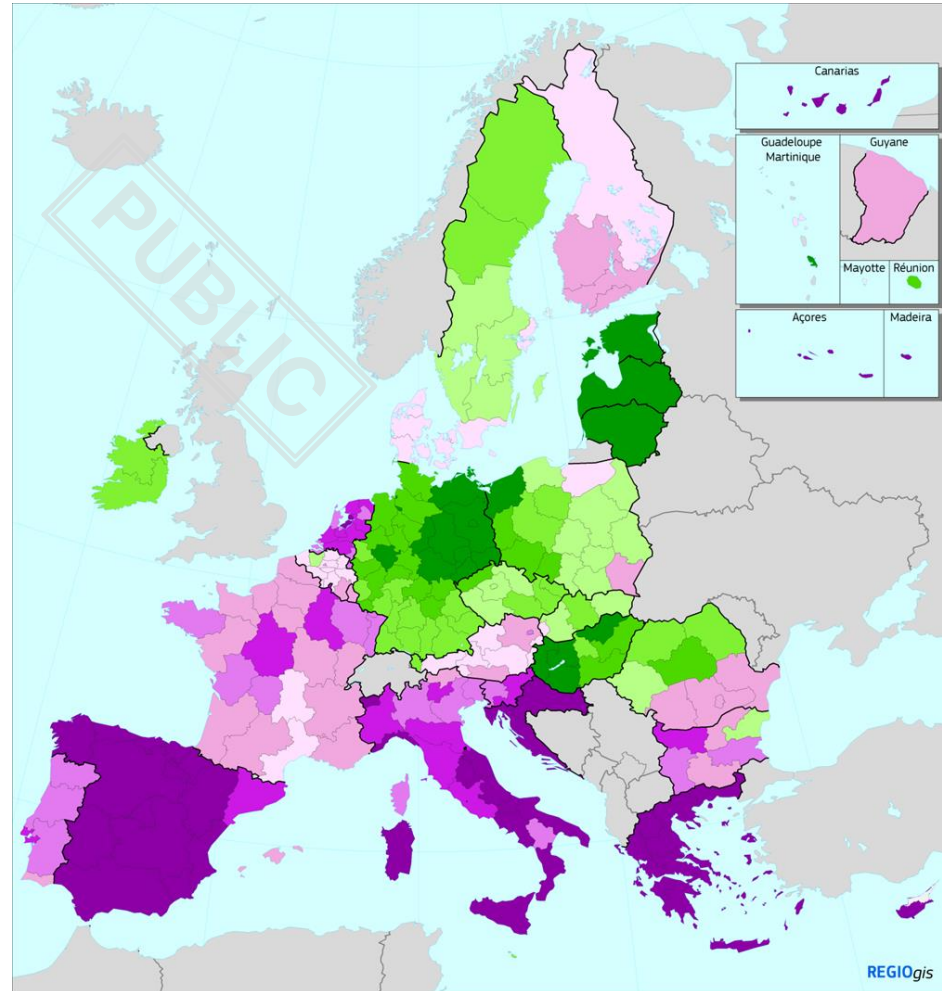 PUBLIC
Canarias
Guadeloupe
Martinique
Guyane
Mayotte
Réunion
Açores
Madeira
REGIOgis